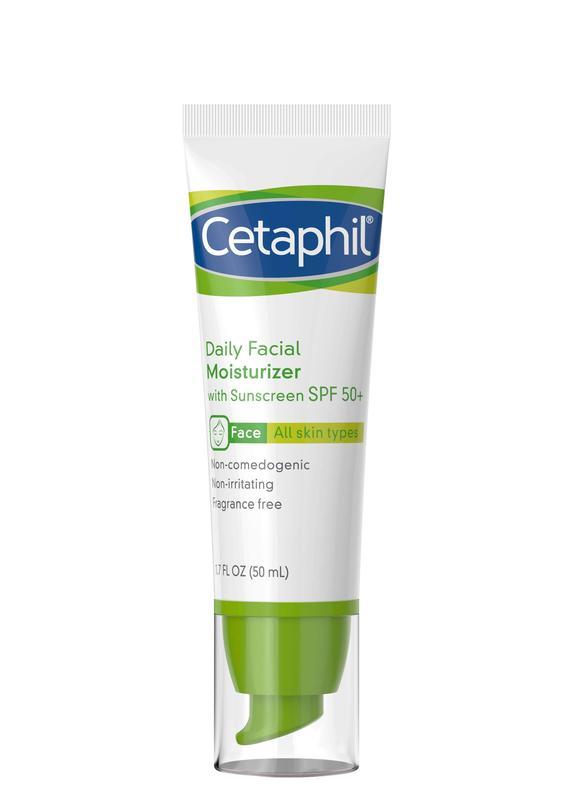 Cetaphil®
Daily Facial
Moisturizer
with Sunscreen SPF 50+
Face All skin types
Non-comedogenic
Non-irritating
Fragrance free
1.7 FL OZ (50 mL)